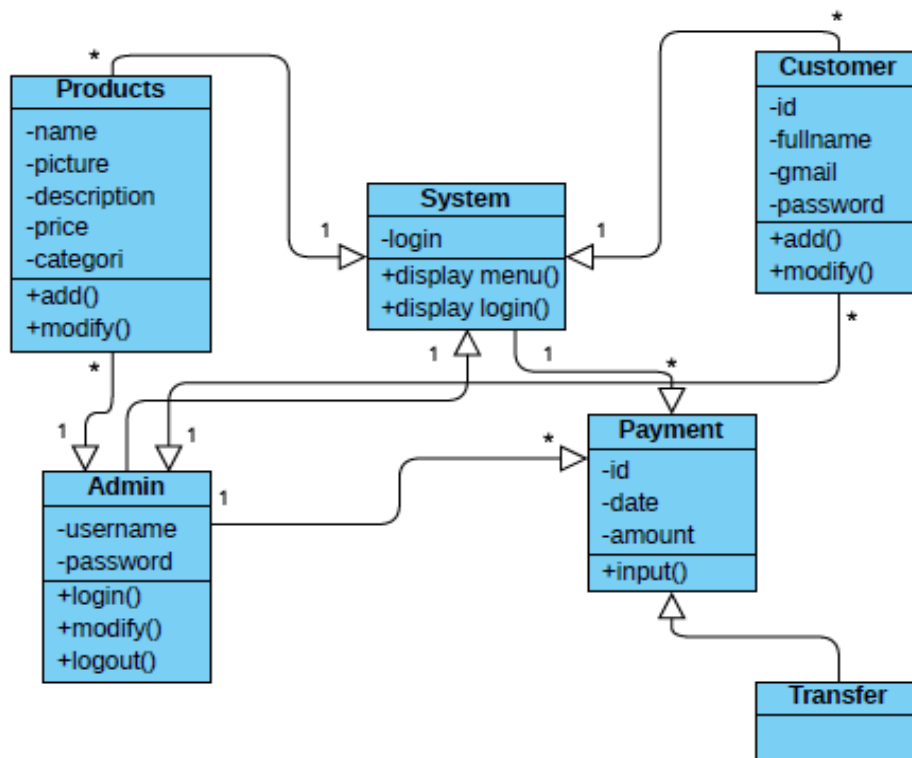 *
Products
-name
-picture
-description
-price
-categori
+add()
+modify()
*
1
System
-login
+display menu()
+display login()
1
1
*
Customer
-id
-fullname
-gmail
-password
+add()
+modify()
*
1
1
1
*
Admin
-username
-password
+login()
+modify()
+logout()
1
*
Payment
-id
-date
-amount
+input()
Transfer